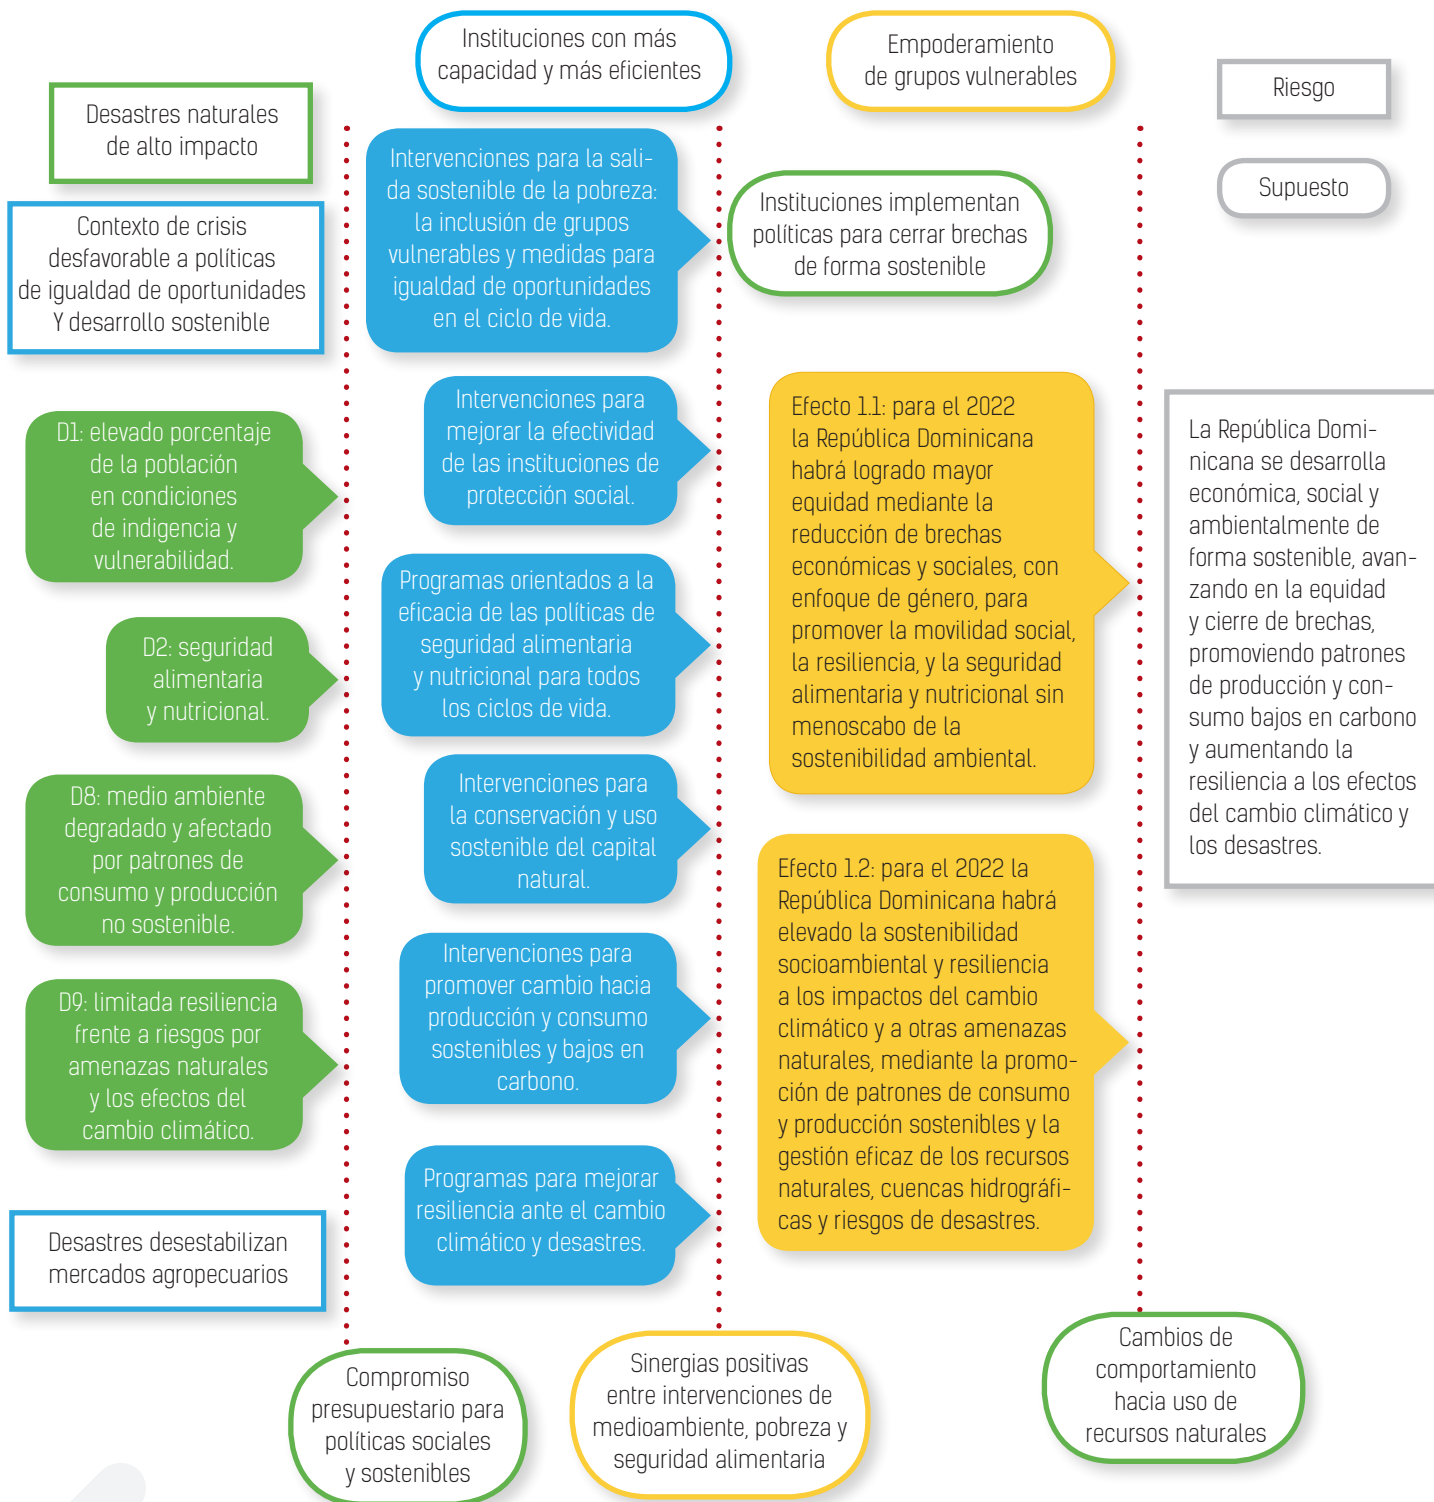 Desastres naturales
de alto impacto
Contexto de crisis
desfavorable a políticas
de igualdad de oportunidades
Y desarrollo sostenible
D1: elevado porcentaje
de la población
en condiciones
de indigencia y
vulnerabilidad.
D2: seguridad
alimentaria
y nutricional.
D8: medio ambiente
degradado y afectado
por patrones de
consumo y producción
no sostenible.
D9: limitada resiliencia
frente a riesgos por
amenazas naturales
y los efectos del
cambio climático.
Desastres desestabilizan
mercados agropecuarios
Compromiso
presupuestario para
políticas sociales
y sostenibles
Instituciones con más
capacidad y más eficientes
Intervenciones para la sali-
da sostenible de la pobreza:
la inclusión de grupos
vulnerables y medidas para
igualdad de oportunidades
en el ciclo de vida.
Intervenciones para
mejorar la efectividad
de las instituciones de
protección social.
Programas orientados a la
eficacia de las políticas de
seguridad alimentaria
y nutricional para todos
los ciclos de vida.
Intervenciones para
la conservación y uso
sostenible del capital
natural.
Intervenciones para
promover cambio hacia
producción y consumo
sostenibles y bajos en
carbono.
Programas para mejorar
resiliencia ante el cambio
climático y desastres.
Sinergias positivas
entre intervenciones de
medioambiente, pobreza y
seguridad alimentaria
Empoderamiento
de grupos vulnerables
Instituciones implementan
políticas para cerrar brechas
de forma sostenible
Efecto 1.1: para el 2022
la República Dominicana
habrá logrado mayor
equidad mediante la
reducción de brechas
económicas y sociales, con
enfoque de género, para
promover la movilidad social,
la resiliencia, y la seguridad
alimentaria y nutricional sin
menoscabo de la
sostenibilidad ambiental.
Efecto 1.2: para el 2022 la
República Dominicana habrá
elevado la sostenibilidad
socioambiental y resiliencia
a los impactos del cambio
climático y a otras amenazas
naturales, mediante la promo-
ción de patrones de consumo
y producción sostenibles y la
gestión eficaz de los recursos
naturales, cuencas hidrográfi-
cas y riesgos de desastres.
Cambios de
comportamiento
hacia uso de
recursos naturales
Riesgo
Supuesto
La República Domi-
nicana se desarrolla
económica, social y
ambientalmente de
forma sostenible, avan-
zando en la equidad
y cierre de brechas,
promoviendo patrones
de producción y con-
sumo bajos en carbono
y aumentando la
resiliencia a los efectos
del cambio climático y
los desastres.